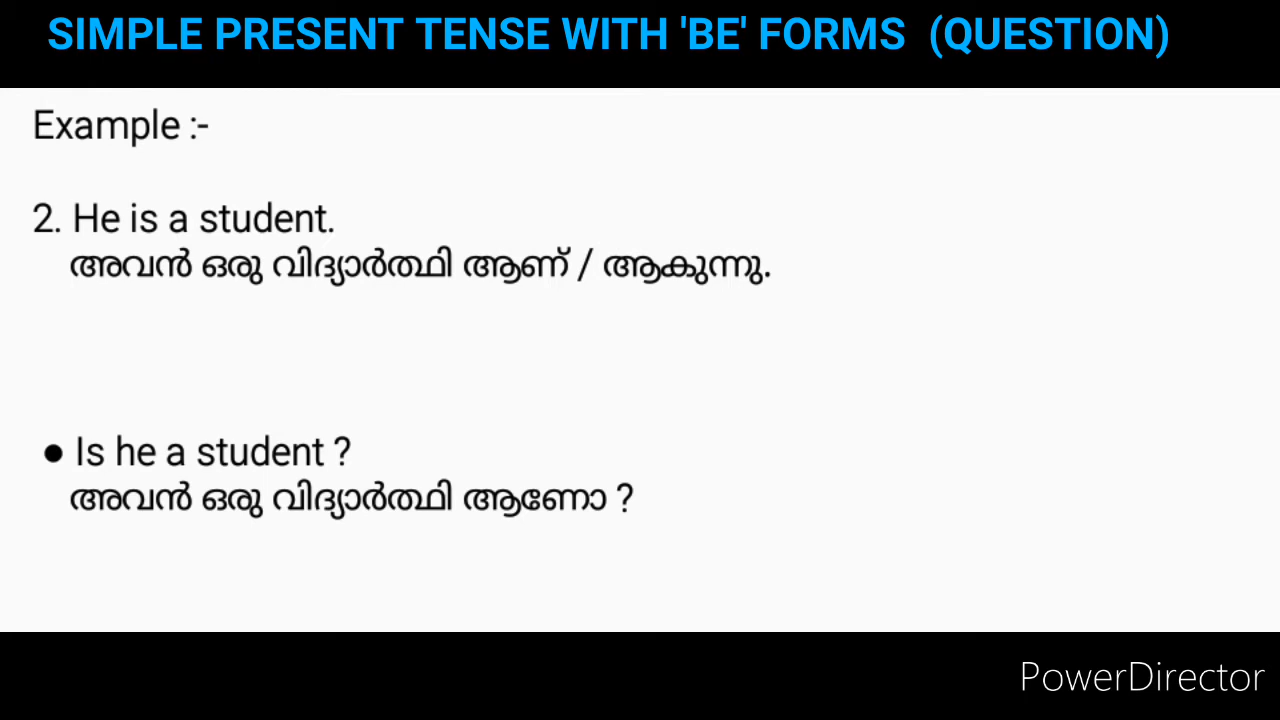 SIMPLE PRESENT TENSE WITH 'BE' FORMS (QUESTION)
Example :-
2. He is a student.
അവൻ ഒരു വിദ്യാർത്ഥി ആണ് / ആകുന്നു.
● Is he a student ?
അവൻ ഒരു വിദ്യാർത്ഥി ആണോ ?
PowerDirector